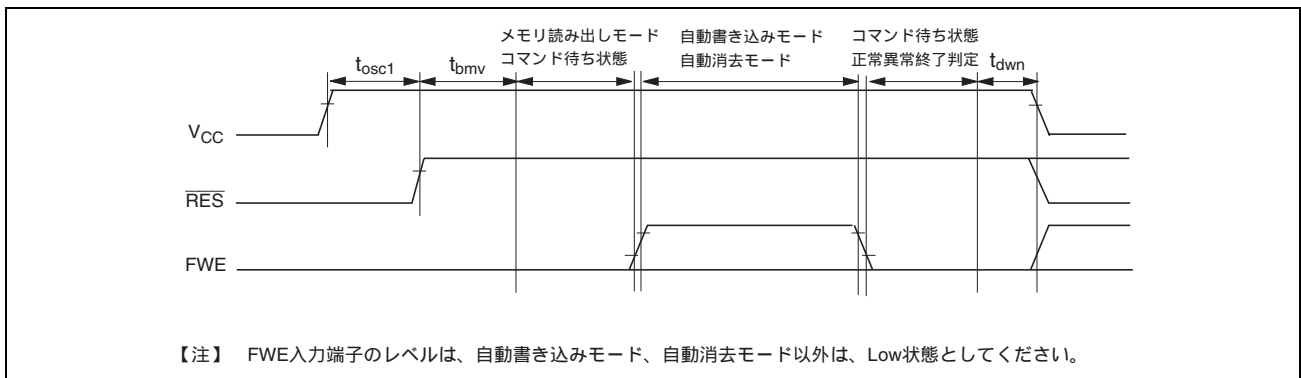 メモリ読み出しモード 自動書き込みモード コマンド待ち状態
tosc1 tbmv コマンド待ち状態 自動消去モード 正常異常終了判定 tdwn
VCC
RES
FWE
【注】 FWE入力端子のレベルは、自動書き込みモード、自動消去モード以外は、Low状態としてください。